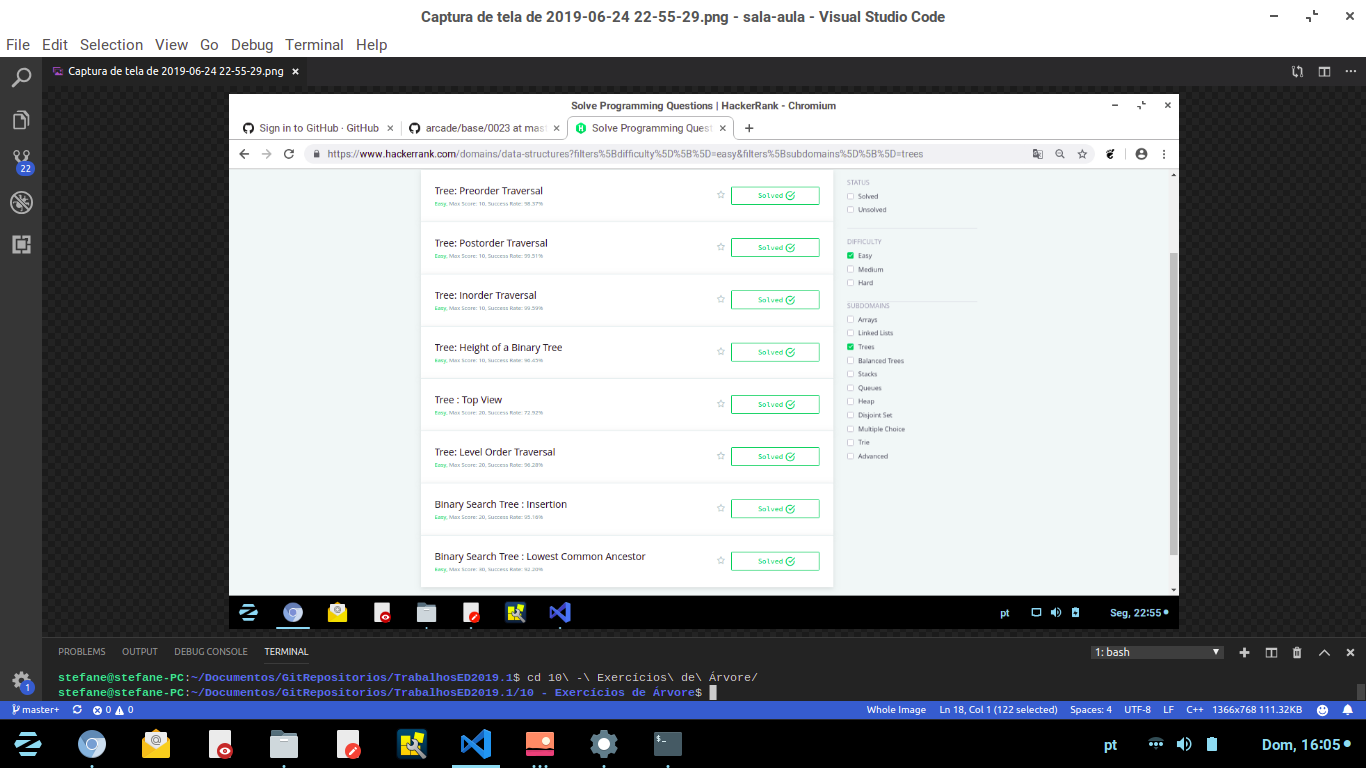 Captura de tela de 2019-06-24 22-55-29.png - sala-aula - Visual Studio Code
File Edit Selection View Go Debug Terminal Help
Captura de tela de 2019-06-24 22-55-29.png
Solve Programming Questions | HackerRank - Chromium
Sign in to GitHub · GitHub
arcade/base/0023 at mast
Solve Programming Quest
https://www.hackerrank.com/domains/data-structures?filters%5Bdifficulty%5D%5B%5D=easy&filters%5Bsubdomains%5D%5B%5D=trees
Tree: Preorder Traversal
Easy, Max Score: 10, Success Rate: 98.37%
Solved
Tree: Postorder Traversal
Easy, Max Score: 10, Success Rate: 99.51%
Solved
Tree: Inorder Traversal
Easy, Max Score: 10, Success Rate: 99.59%
Solved
Tree: Height of a Binary Tree
Easy, Max Score: 10, Success Rate: 96.45%
Solved
Tree : Top View
Easy, Max Score: 20, Success Rate: 72.92%
Solved
Tree: Level Order Traversal
Easy, Max Score: 20, Success Rate: 96.28%
Solved
Binary Search Tree : Insertion
Easy, Max Score: 20, Success Rate: 95.16%
Solved
Binary Search Tree : Lowest Common Ancestor
Easy, Max Score: 30, Success Rate: 92.20%
Solved
STATUS
Solved
Unsolved
DIFFICULTY
Easy
Medium
Hard
SUBDOMAINS
Arrays
Linked Lists
Trees
Balanced Trees
Stacks
Queues
Heap
Disjoint Set
Multiple Choice
Trie
Advanced
22
pt
Seg, 22:55
PROBLEMS OUTPUT DEBUG CONSOLE TERMINAL
1: bash
stefane@stefane-PC:~/Documentos/GitRepositorios/TrabalhosED2019.1$ cd 10\ -\ Exercícios\ de\ Árvore/
stefane@stefane-PC:~/Documentos/GitRepositorios/TrabalhosED2019.1/10 - Exercícios de Árvore$
1
master+ 0 0 Whole Image Ln 18, Col 1 (122 selected) Spaces: 4 UTF-8 LF C++ 1366x768 111.32KB
pt
Dom, 16:05